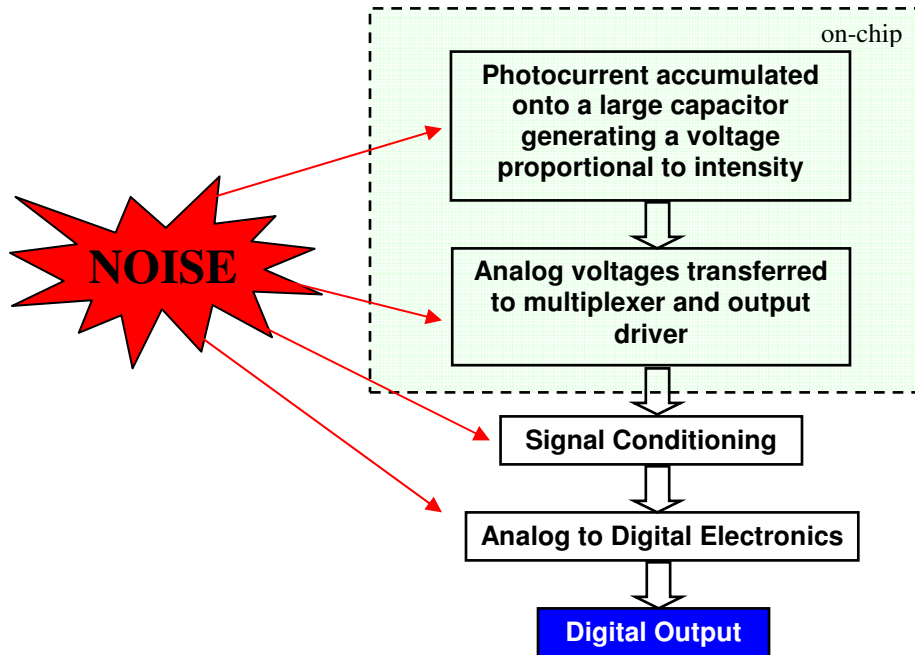 on-chip
Photocurrent accumulated
onto a large capacitor
generating a voltage
proportional to intensity
NOISE
Analog voltages transferred
to multiplexer and output
driver
Signal Conditioning
Analog to Digital Electronics
Digital Output